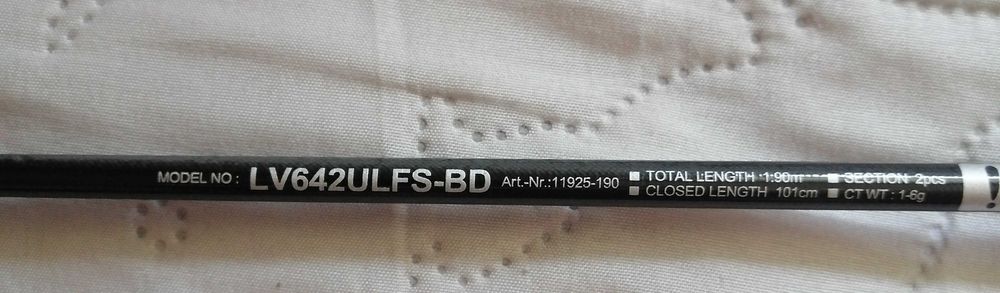 MODEL NO : LV642ULFS-BD Art.-Nr.:11925-190 ■ TOTAL LENGTH 1.90m ■ SECTION 2pcs
■ CLOSED LENGTH 101cm ■ CT WT : 1-6g